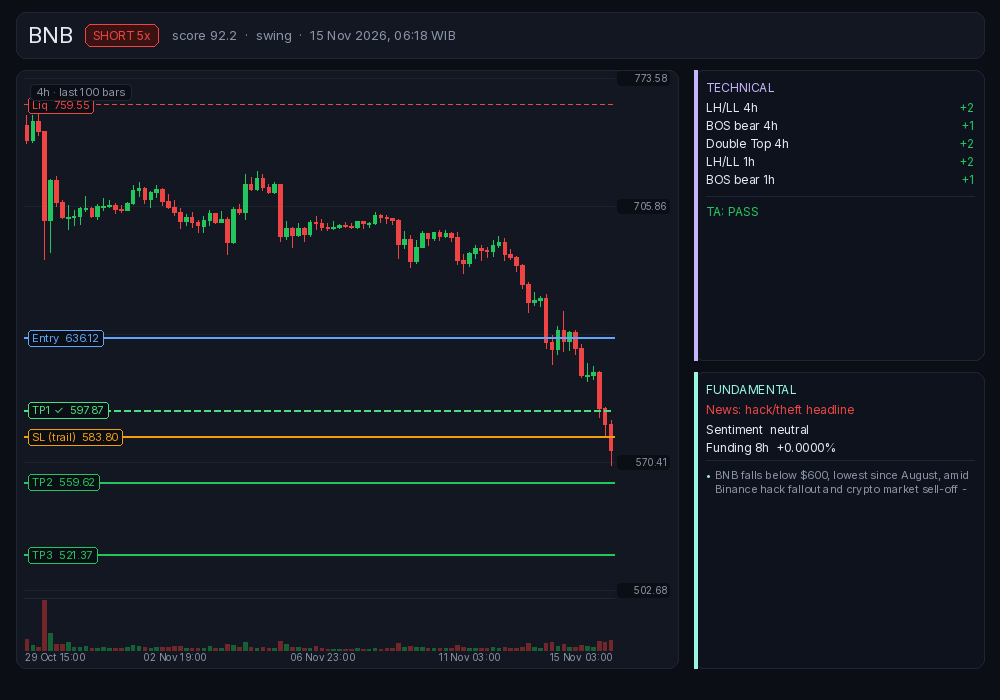 BNB SHORT 5x score 92.2 · swing · 15 Nov 2026, 06:18 WIB
4h · last 100 bars
773.58
Liq 759.55
705.86
Entry 636.12
TP1 ✓ 597.87
SL (trail) 583.80
570.41
TP2 559.62
TP3 521.37
502.68
29 Oct 15:00 02 Nov 19:00 06 Nov 23:00 11 Nov 03:00 15 Nov 03:00
TECHNICAL
LH/LL 4h +2
BOS bear 4h +1
Double Top 4h +2
LH/LL 1h +2
BOS bear 1h +1
TA: PASS
FUNDAMENTAL
News: hack/theft headline
Sentiment neutral
Funding 8h +0.0000%
• BNB falls below $600, lowest since August, amid
Binance hack fallout and crypto market sell-off -